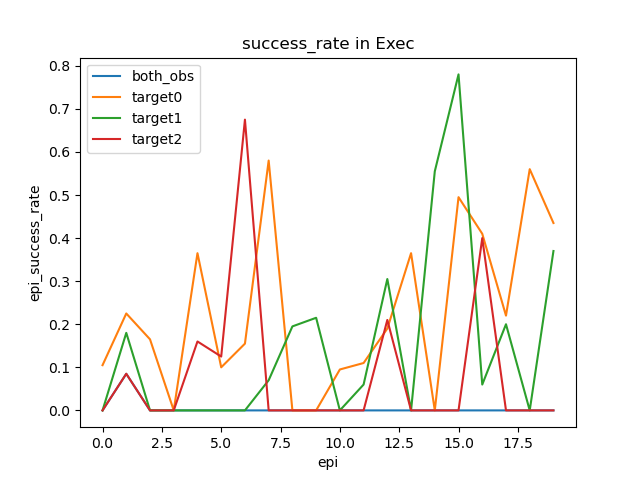 success_rate in Exec
both_obs
target0
target1
target2
epi_success_rate
0.8
0.7
0.6
0.5
0.4
0.3
0.2
0.1
0.0
0.0 2.5 5.0 7.5 10.0 12.5 15.0 17.5
epi